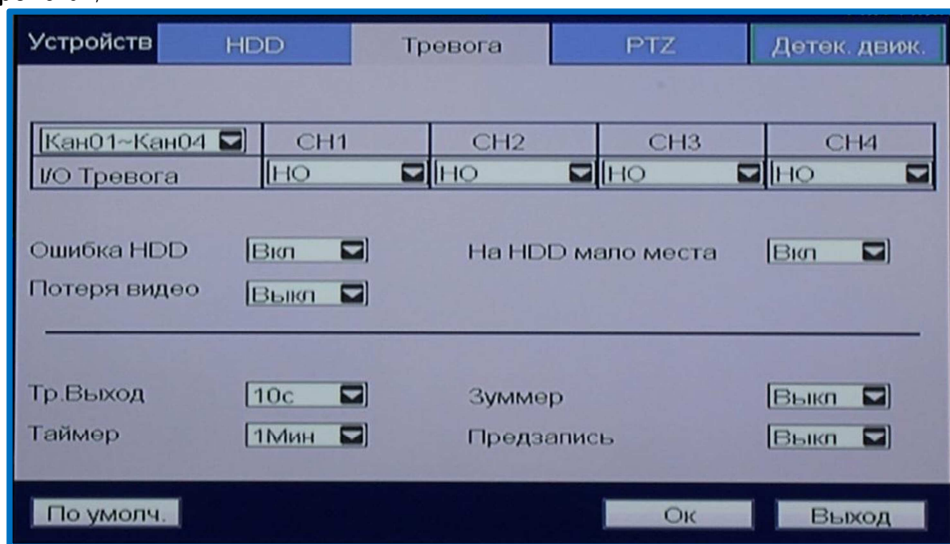 Устройств HDD Тревога PTZ Детек. движ.
Кан01~Кан04 CH1 CH2 CH3 CH4
I/O Тревога НО НО НО НО
Ошибка HDD Вкл На HDD мало места Вкл
Потеря видео Выкл
Тр.Выход 10с Зуммер Выкл
Таймер 1Мин Предзапись Выкл
По умолч. Ок Выход